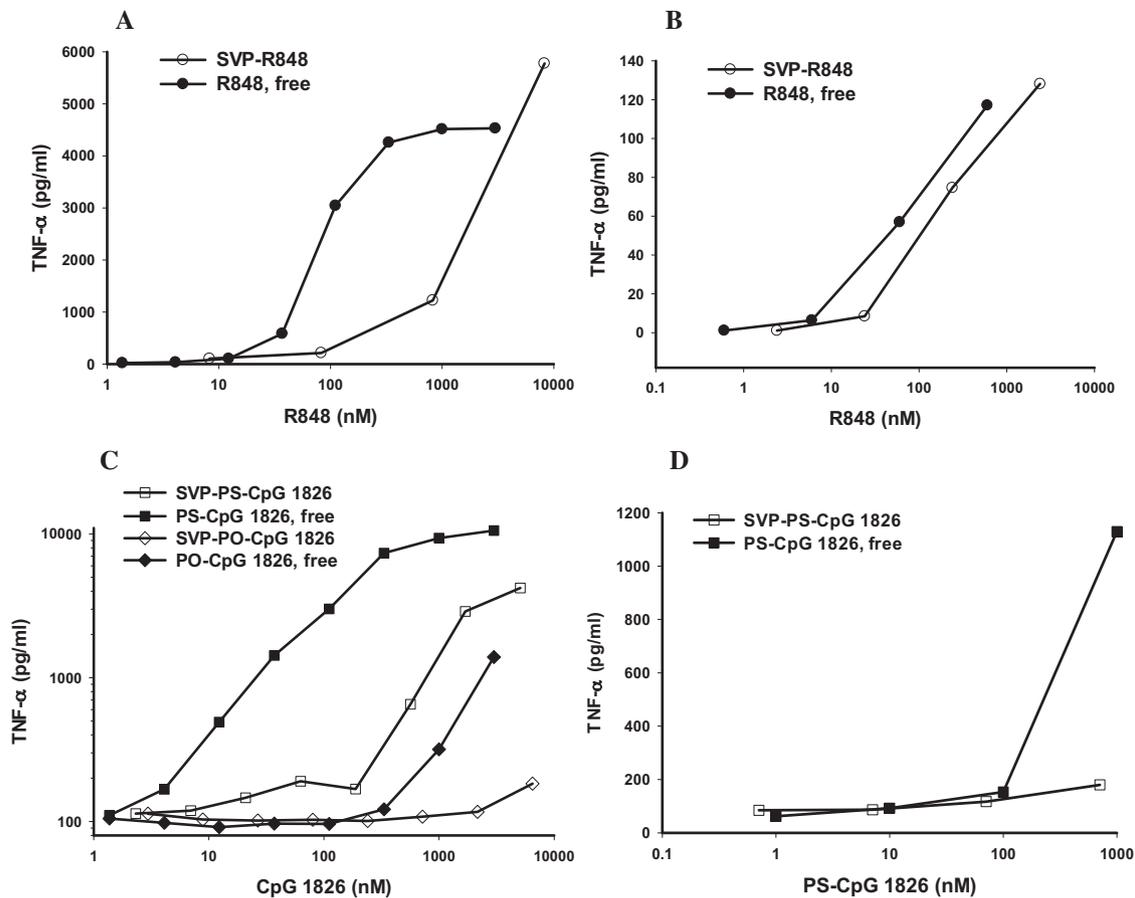 A
SVP-R848
R848, free
6000
5000
4000
3000
2000
1000
0
TNF-α (pg/ml)
1 10 100 1000 10000
R848 (nM)
B
SVP-R848
R848, free
140
120
100
80
60
40
20
0
TNF-α (pg/ml)
0.1 1 10 100 1000 10000
R848 (nM)
C
SVP-PS-CpG 1826
PS-CpG 1826, free
SVP-PO-CpG 1826
PO-CpG 1826, free
10000
1000
100
TNF-α (pg/ml)
1 10 100 1000 10000
CpG 1826 (nM)
D
SVP-PS-CpG 1826
PS-CpG 1826, free
1200
1000
800
600
400
200
0
TNF-α (pg/ml)
0.1 1 10 100 1000
PS-CpG 1826 (nM)